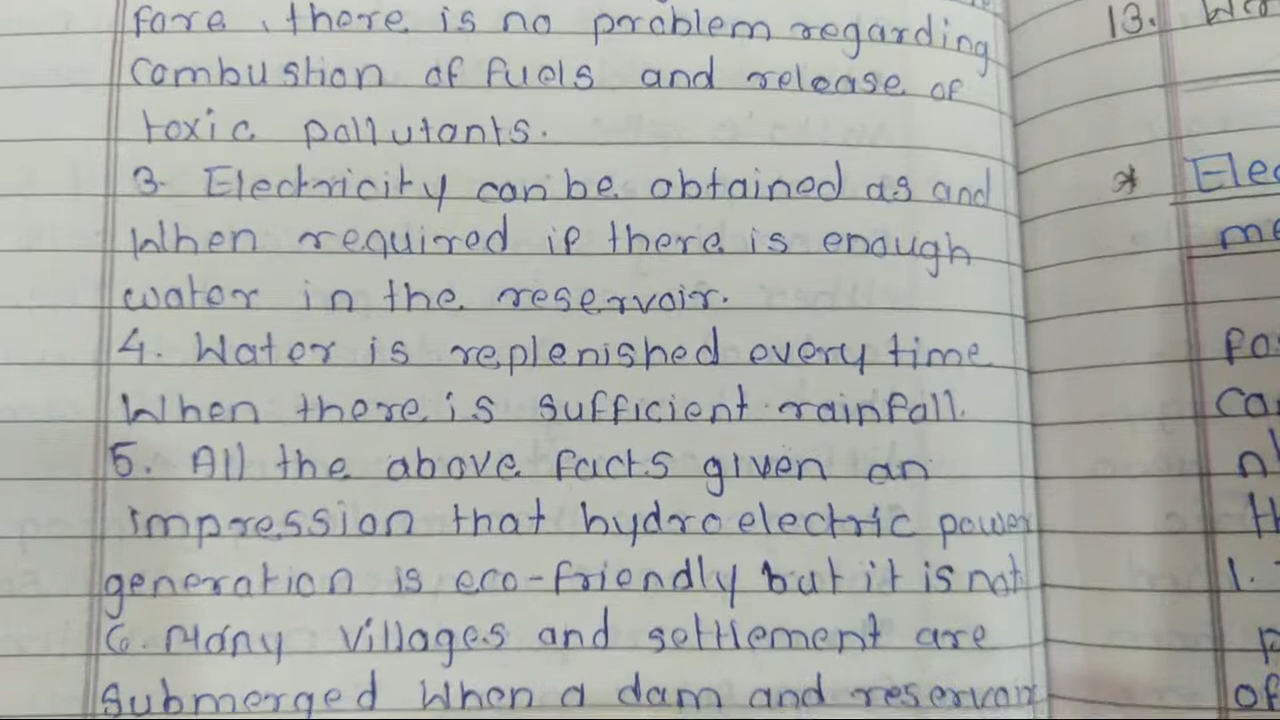 fore, there is no problem regarding
combustion of fuels and release of
toxic pollutants.
3. Electricity can be obtained as and
When required if there is enough
water in the reservoir.
4. Water is replenished every time
When there is sufficient rainfall.
5. All the above facts given an
impression that hydroelectric power
generation is eco-friendly but it is not
6. Many villages and settlement are
submerged when a dam and reservoir
13.
* Elec
me
po
ca
1.
of